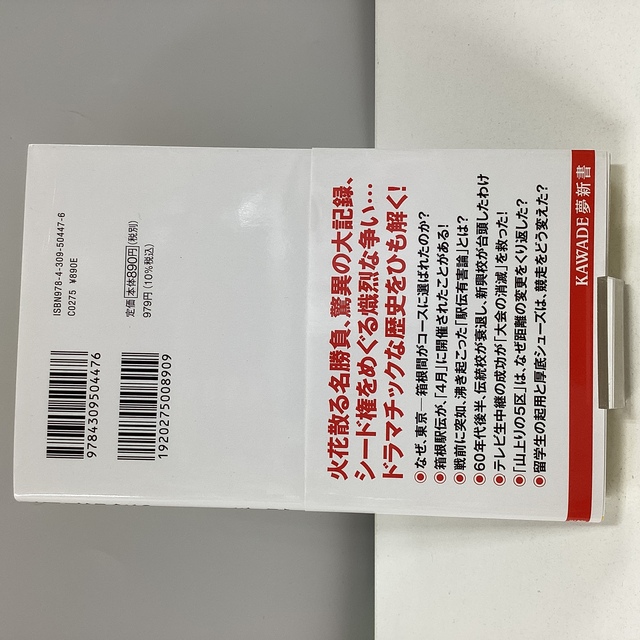 ISBN978-4-309-50447-6
C0275 ¥890E
定価 本体890円(税別)
979円(10%税込)
9784309504476
1920275008909
火花散る名勝負、驚異の大記録、
シード権をめぐる熾烈な争い…
ドラマチックな歴史をひも解く!
●なぜ、東京―箱根間がコースに選ばれたのか?
●箱根駅伝が、「4月」に開催されたことがある!
●戦前に突如、沸き起こった「駅伝有害論」とは?
●60年代後半、伝統校が衰退し、新興校が台頭したわけ
●テレビ生中継の成功が「大会の消滅」を救った!
●「山上りの5区」は、なぜ距離の変更をくり返した?
●留学生の起用と厚底シューズは、競走をどう変えた?
KAWADE夢新書